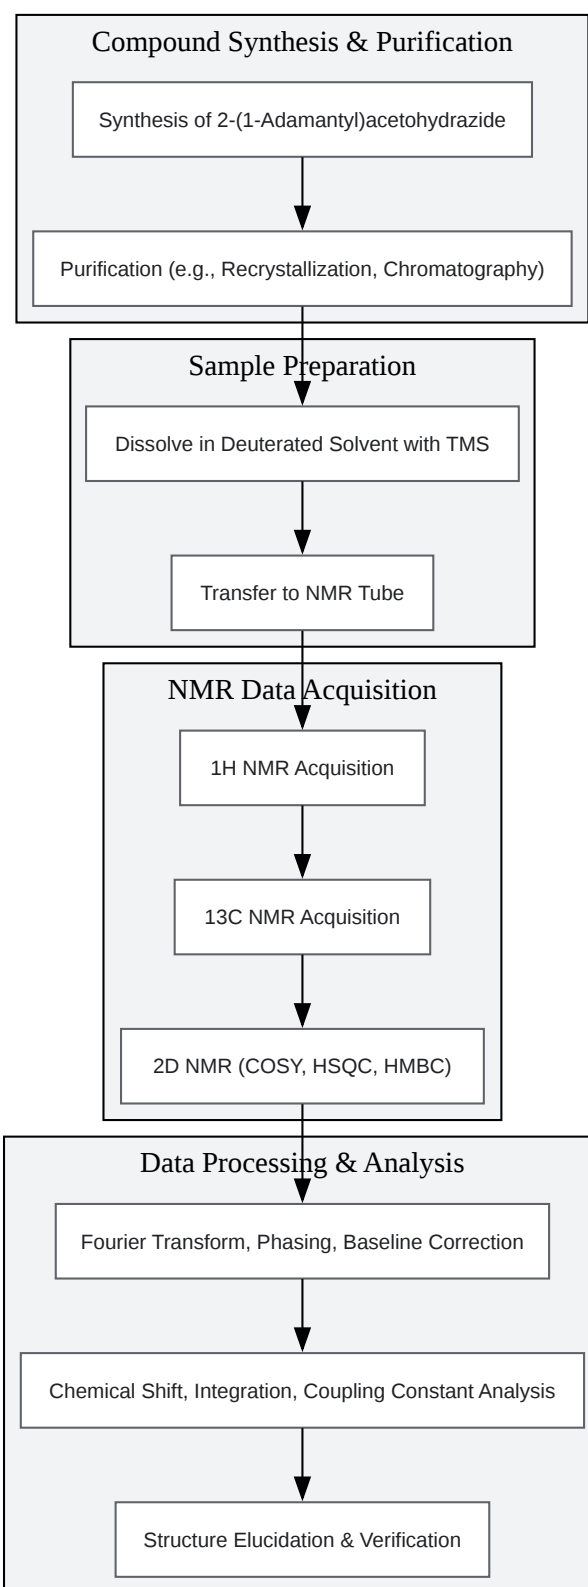 Compound Synthesis & Purification
Synthesis of 2-(1-Adamantyl)acetohydrazide
Purification (e.g., Recrystallization, Chromatography)
Sample Preparation
Dissolve in Deuterated Solvent with TMS
Transfer to NMR Tube
NMR Data Acquisition
1H NMR Acquisition
13C NMR Acquisition
2D NMR (COSY, HSQC, HMBC)
Data Processing & Analysis
Fourier Transform, Phasing, Baseline Correction
Chemical Shift, Integration, Coupling Constant Analysis
Structure Elucidation & Verification